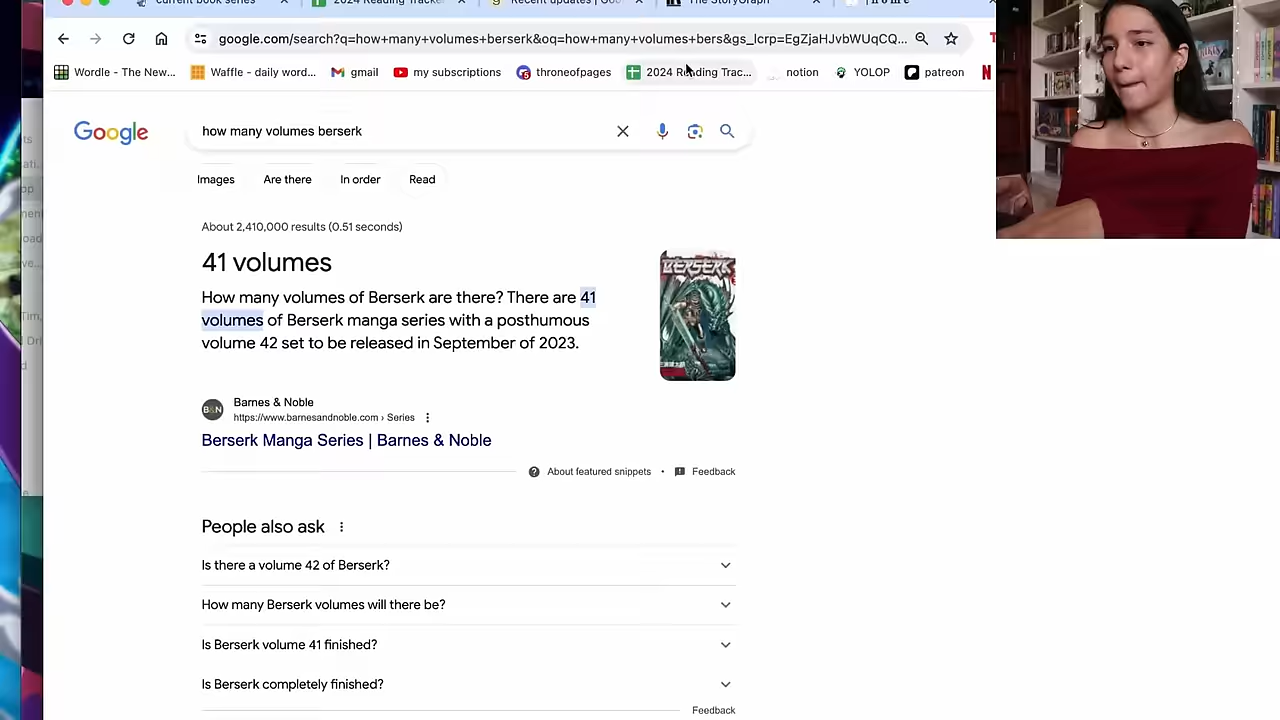 current book series
2024 Reading Tracker
Recent updates | Goo
The StoryGraph
google.com/search?q=how+many+volumes+berserk&oq=how+many+volumes+bers&gs_lcrp=EgZjaHJvbWUqCQ...
Wordle - The New... Waffle - daily word... gmail my subscriptions throneofpages 2024 Reading Trac... notion YOLOP patreon N
Google
how many volumes berserk
Images Are there In order Read
About 2,410,000 results (0.51 seconds)
41 volumes
How many volumes of Berserk are there? There are 41
volumes of Berserk manga series with a posthumous
volume 42 set to be released in September of 2023.
BERSERK
B&N
Barnes & Noble
https://www.barnesandnoble.com › Series
Berserk Manga Series | Barnes & Noble
About featured snippets • Feedback
People also ask
Is there a volume 42 of Berserk?
How many Berserk volumes will there be?
Is Berserk volume 41 finished?
Is Berserk completely finished?
Feedback